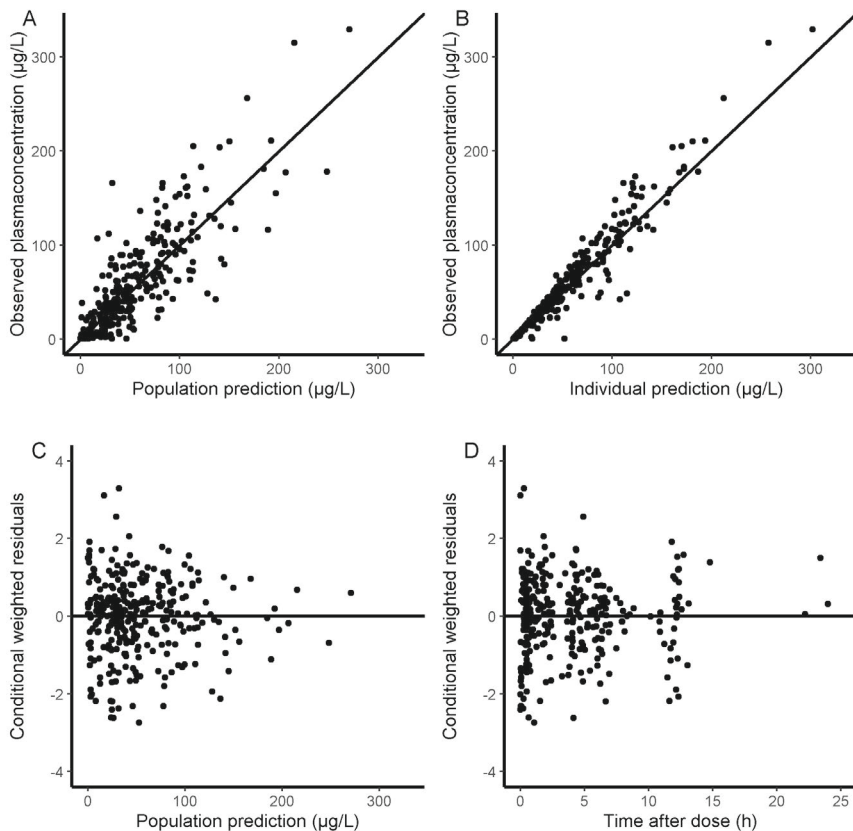 A
Observed plasmaconcentration (µg/L)
300
200
100
0
0 100 200 300
Population prediction (µg/L)
B
Observed plasmaconcentration (µg/L)
300
200
100
0
0 100 200 300
Individual prediction (µg/L)
C
Conditional weighted residuals
4
2
0
-2
-4
0 100 200 300
Population prediction (µg/L)
D
Conditional weighted residuals
4
2
0
-2
-4
0 5 10 15 20 25
Time after dose (h)